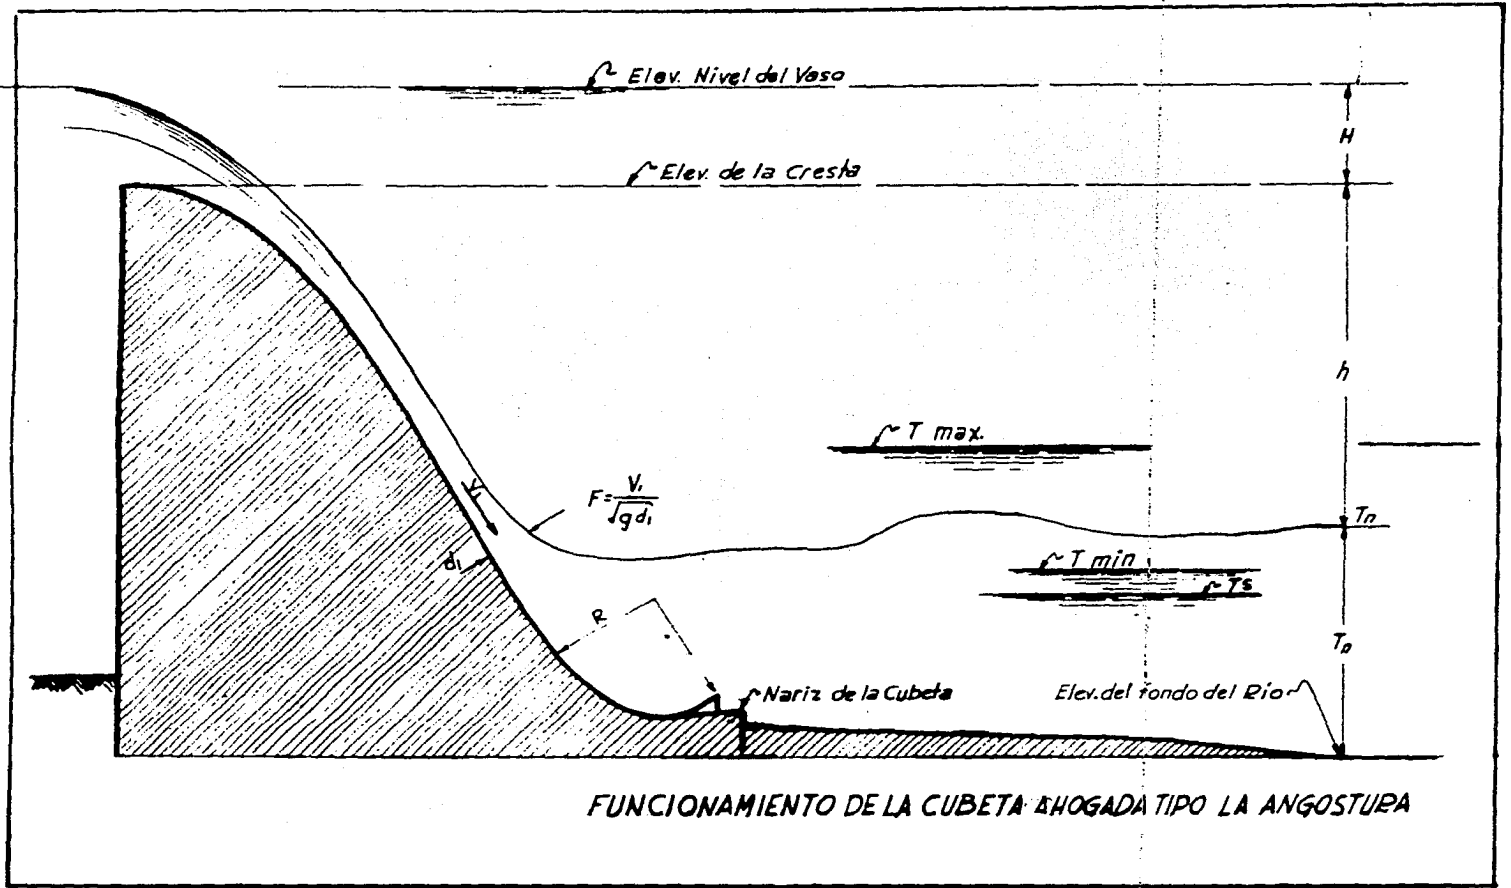 Elev. Nivel del Vaso
H
Elev. de la Cresta
h
T max.
F = V₁ / √g d₁
V₁
Tn
d₁
T min
Ts
R
Tn
Nariz de la Cubeta
Elev. del fondo del Rio
FUNCIONAMIENTO DE LA CUBETA AHOGADA TIPO LA ANGOSTURA